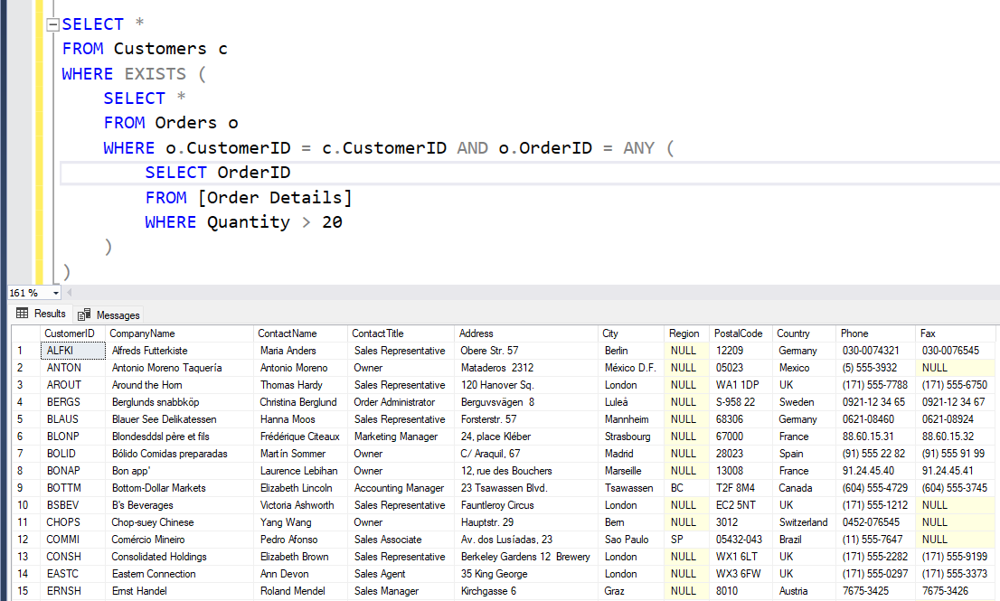 SELECT *
FROM Customers c
WHERE EXISTS (
SELECT *
FROM Orders o
WHERE o.CustomerID = c.CustomerID AND o.OrderID = ANY (
SELECT OrderID
FROM [Order Details]
WHERE Quantity > 20
)
)
161 %
Results Messages
CustomerID CompanyName ContactName ContactTitle Address City Region PostalCode Country Phone Fax
1 ALFKI Alfreds Futterkiste Maria Anders Sales Representative Obere Str. 57 Berlin NULL 12209 Germany 030-0074321 030-0076545
2 ANTON Antonio Moreno Taquería Antonio Moreno Owner Mataderos 2312 México D.F. NULL 05023 Mexico (5) 555-3932 NULL
3 AROUT Around the Horn Thomas Hardy Sales Representative 120 Hanover Sq. London NULL WA1 1DP UK (171) 555-7788 (171) 555-6750
4 BERGS Berglunds snabbköp Christina Berglund Order Administrator Berguvsvägen 8 Luleå NULL S-958 22 Sweden 0921-12 34 65 0921-12 34 67
5 BLAUS Blauer See Delikatessen Hanna Moos Sales Representative Forsterstr. 57 Mannheim NULL 68306 Germany 0621-08460 0621-08924
6 BLONP Blondesddsl père et fils Frédérique Citeaux Marketing Manager 24, place Kléber Strasbourg NULL 67000 France 88.60.15.31 88.60.15.32
7 BOLID Bólido Comidas preparadas Martín Sommer Owner C/ Araquil, 67 Madrid NULL 28023 Spain (91) 555 22 82 (91) 555 91 99
8 BONAP Bon app' Laurence Lebihan Owner 12, rue des Bouchers Marseille NULL 13008 France 91.24.45.40 91.24.45.41
9 BOTTM Bottom-Dollar Markets Elizabeth Lincoln Accounting Manager 23 Tsawassen Blvd. Tsawassen BC T2F 8M4 Canada (604) 555-4729 (604) 555-3745
10 BSBEV B's Beverages Victoria Ashworth Sales Representative Fauntleroy Circus London NULL EC2 5NT UK (171) 555-1212 NULL
11 CHOPS Chop-suey Chinese Yang Wang Owner Hauptstr. 29 Bern NULL 3012 Switzerland 0452-076545 NULL
12 COMMI Comércio Mineiro Pedro Afonso Sales Associate Av. dos Lusíadas, 23 Sao Paulo SP 05432-043 Brazil (11) 555-7647 NULL
13 CONSH Consolidated Holdings Elizabeth Brown Sales Representative Berkeley Gardens 12 Brewery London NULL WX1 6LT UK (171) 555-2282 (171) 555-9199
14 EASTC Eastern Connection Ann Devon Sales Agent 35 King George London NULL WX3 6FW UK (171) 555-0297 (171) 555-3373
15 ERNSH Ernst Handel Roland Mendel Sales Manager Kirchgasse 6 Graz NULL 8010 Austria 7675-3425 7675-3426